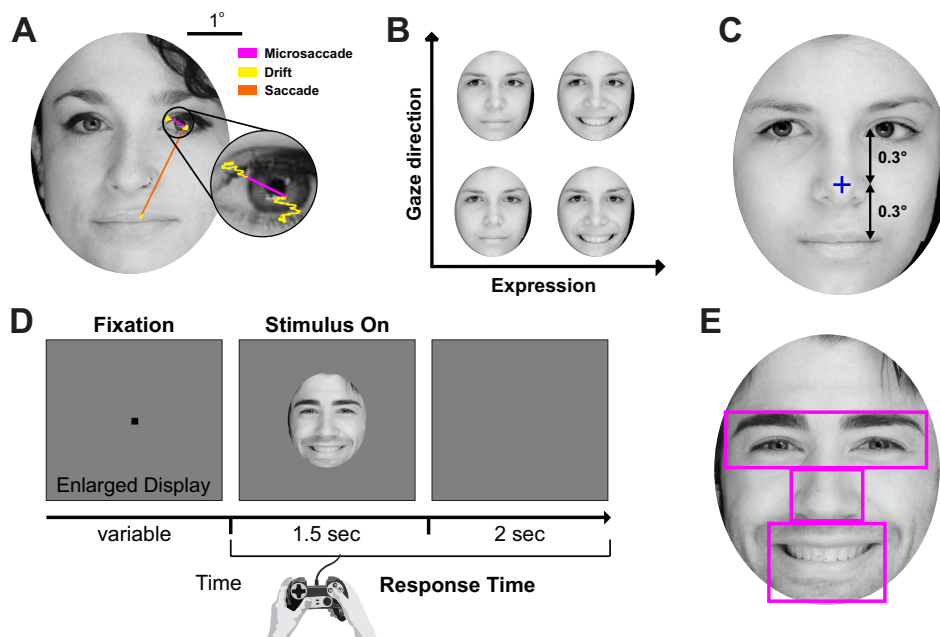 A
1°
Microsaccade
Drift
Saccade
B
Gaze direction
Expression
C
0.3°
0.3°
D
Fixation
Stimulus On
Enlarged Display
variable
1.5 sec
2 sec
Time
Response Time
E